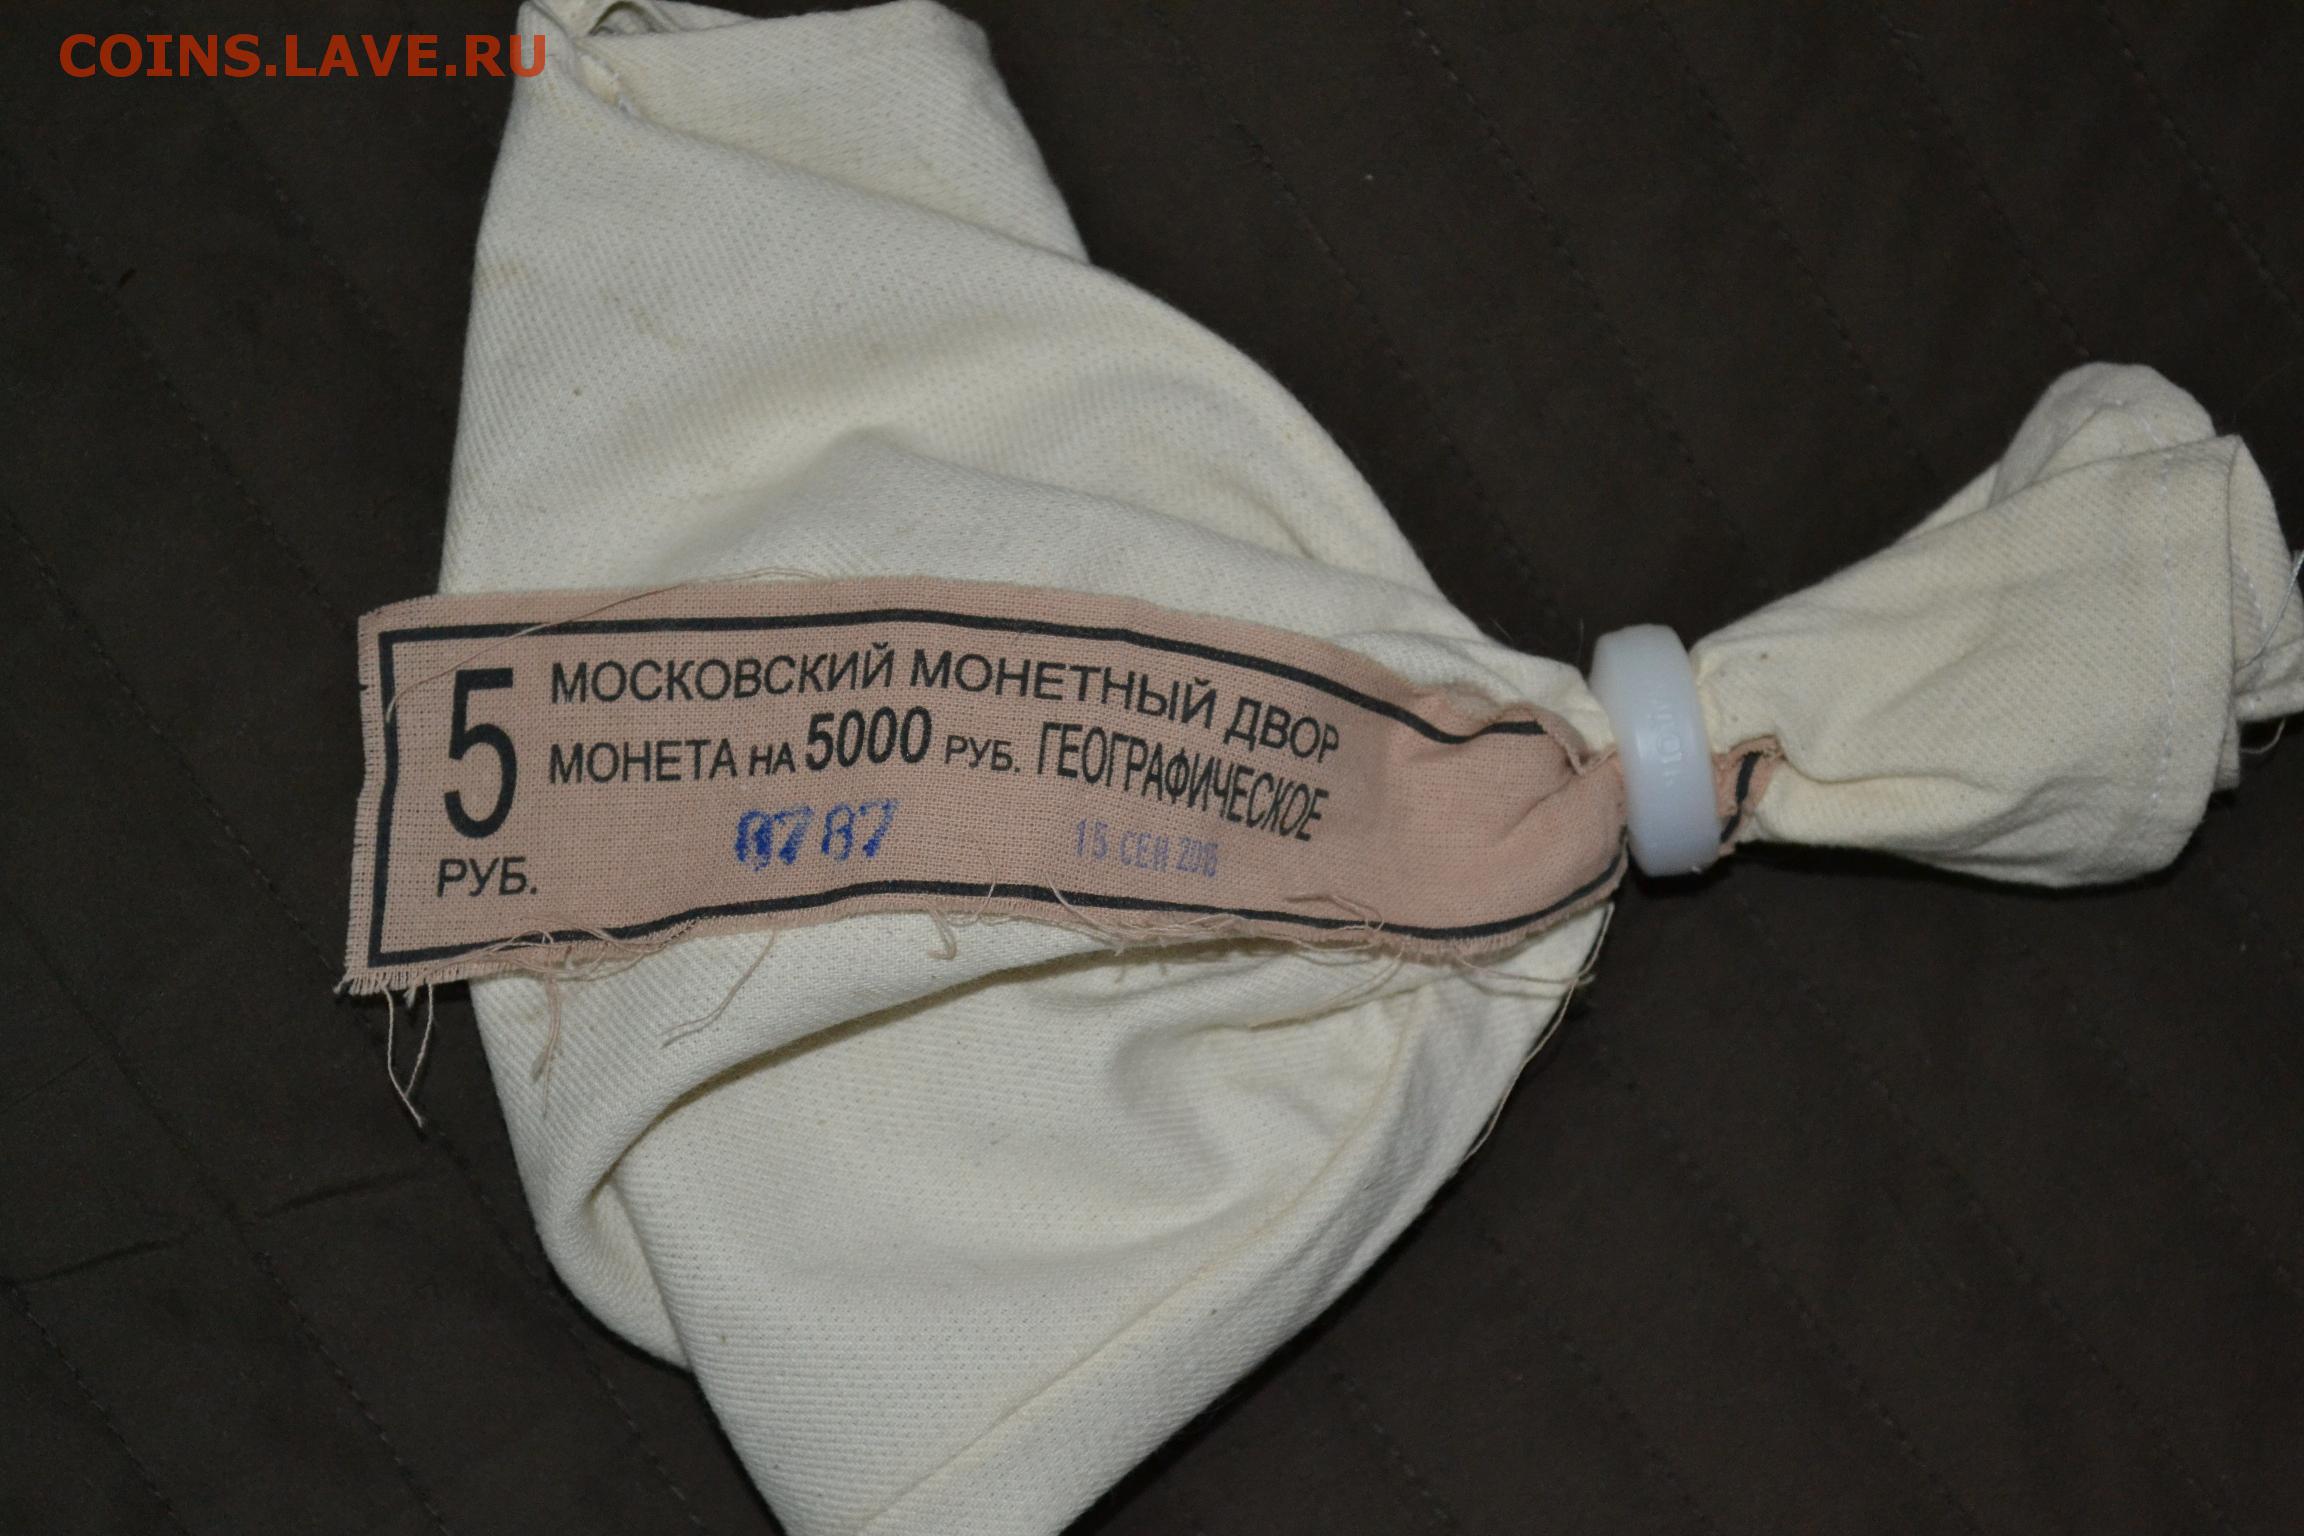 COINS.LAVE.RU
5 РУБ.
МОСКОВСКИЙ МОНЕТНЫЙ ДВОР
МОНЕТА НА 5000 РУБ. ГЕОГРАФИЧЕСКОЕ
15 СЕН